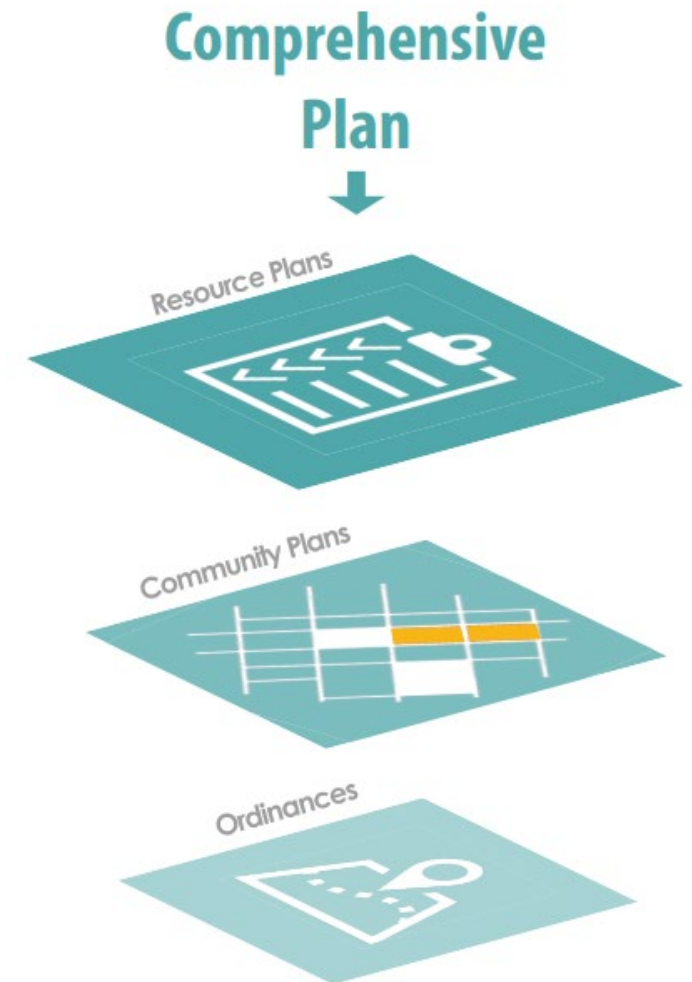 Comprehensive
Plan
Resource Plans
Community Plans
Ordinances